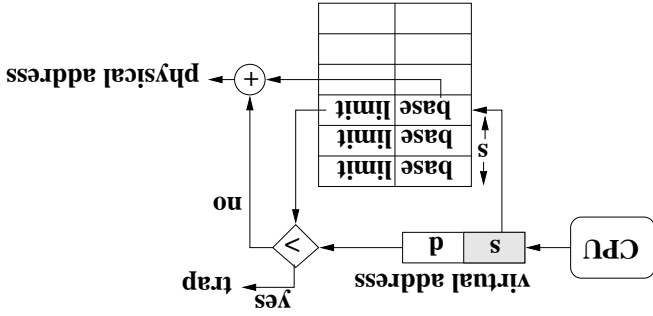 yes
virtual address
trap
CPU
s
d
<
no
s
base limit
base limit
base limit
+
physical address